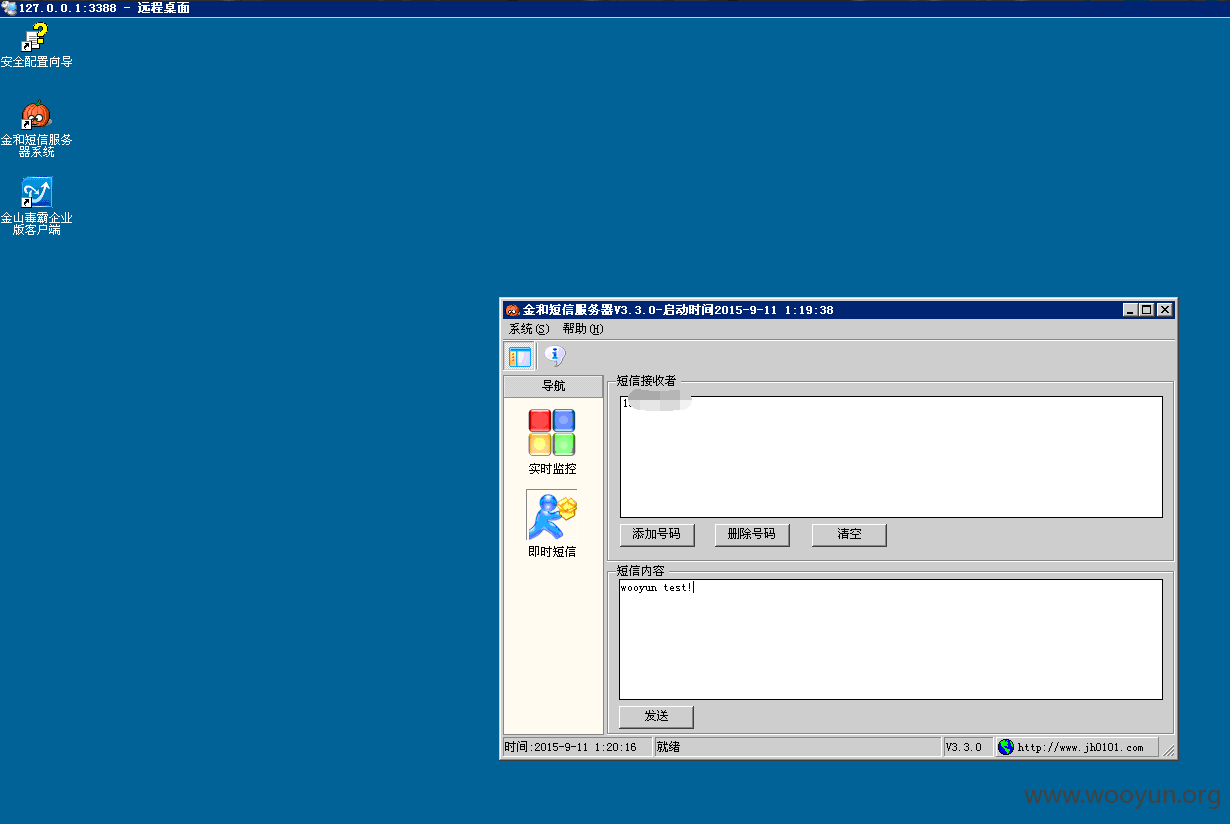 127.0.0.1:3388 - 远程桌面
安全配置向导
金和短信服务
器系统
金山毒霸企业
版客户端
金和短信服务器V3.3.0-启动时间2015-9-11 1:19:38
系统(S) 帮助(H)
导航
实时监控
即时短信
短信接收者
1
添加号码 删除号码 清空
短信内容
wooyun test!
发送
时间:2015-9-11 1:20:16 就绪 V3.3.0 http://www.jh0101.com
www.wooyun.org